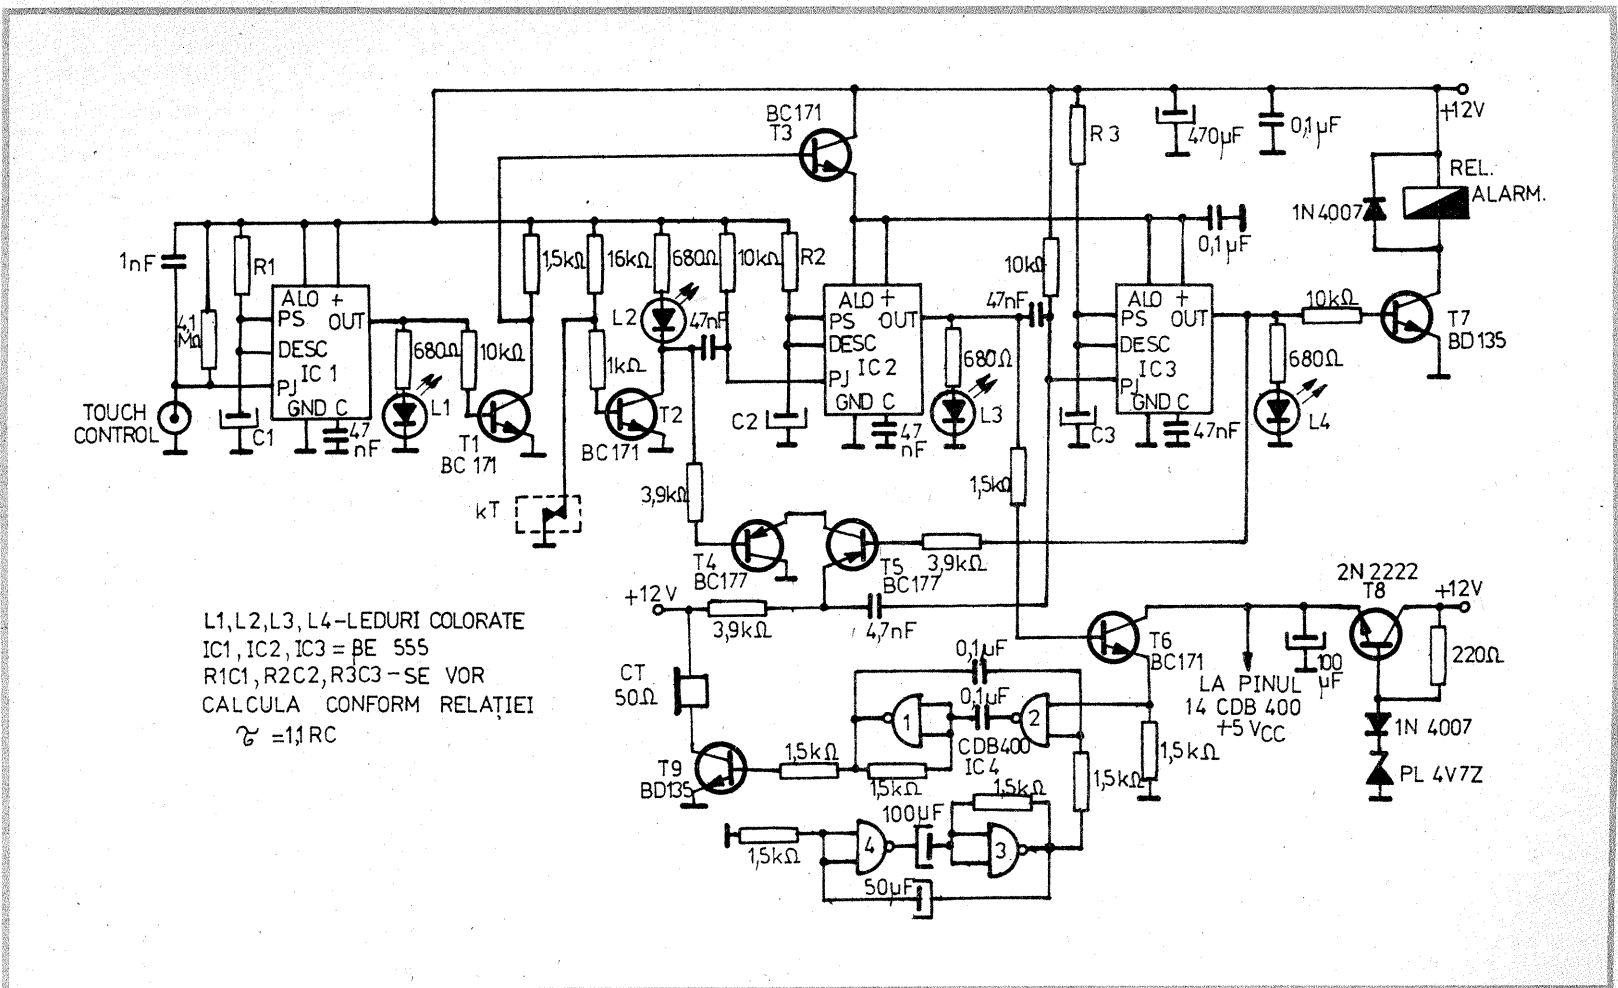 BC171
T3
+12V
R3
470µF
0,1µF
REL.
ALARM.
1N4007
0,1µF
1nF
R1
4,1
MΩ
ALO +
PS OUT
DESC
IC 1
PJ
GND C
C1
47
nF
TOUCH
CONTROL
680Ω
L1
10kΩ
T1
BC 171
1,5kΩ
16kΩ
680Ω
10kΩ
R2
L2
47nF
1kΩ
T2
BC171
kT
ALO +
PS OUT
DESC
IC 2
PJ
GND C
C2
47
nF
680Ω
L3
10kΩ
47nF
ALO +
PS OUT
DESC
IC3
PJ
GND C
C3
47nF
10kΩ
680Ω
L4
T7
BD135
1,5kΩ
3,9kΩ
T4
BC177
T5
BC177
3,9kΩ
+12V
3,9kΩ
4,7nF
2N2222
T8
+12V
220Ω
100
µF
T6
BC171
LA PINUL
14 CDB 400
+5 VCC
1N 4007
PL 4V7Z
L1, L2, L3, L4-LEDURI COLORATE
IC1, IC2, IC3 = βE 555
R1C1, R2C2, R3C3-SE VOR
CALCULA CONFORM RELAȚIEI
τ =1,1 RC
CT
50Ω
T9
BD135
0,1µF
0,1µF
1
2
CDB400
IC 4
1,5kΩ
1,5kΩ
1,5kΩ
1,5kΩ
1,5kΩ
100µF
1,5kΩ
4
3
50µF